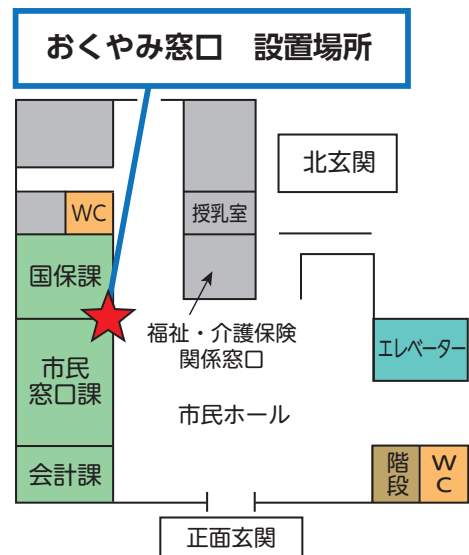 おくやみ窓口　設置場所
北玄関
WC
授乳室
国保課
福祉・介護保険
関係窓口
エレベーター
市民
窓口課
市民ホール
会計課
階段
WC
正面玄関